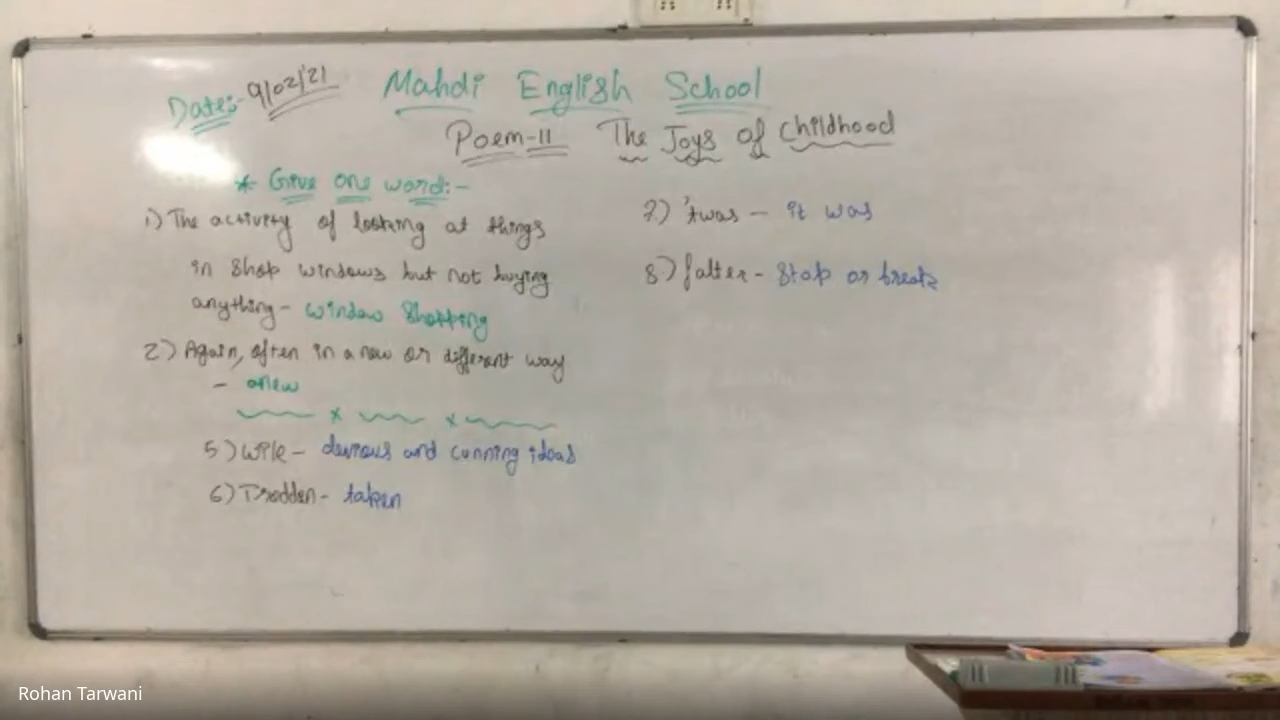 Date:- 9/02/21
Mahdi English School
Poem-11 The Joys of Childhood
* Give one word:-
1) The activity of looking at things
in shop windows but not buying
anything - window shopping
2) Again, often in a new or different way
- anew
x x
5) Wile - devious and cunning ideas
6) Trodden - taken
7) 'twas - it was
8) falter - stop or break
Rohan Tarwani